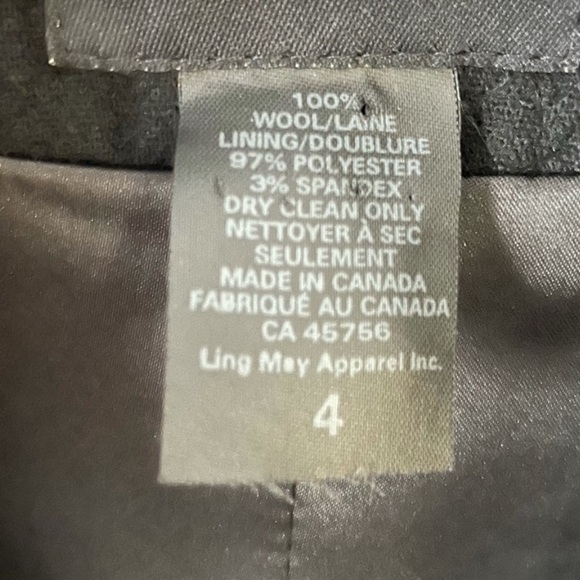 100%
WOOL/LAINE
LINING/DOUBLURE
97% POLYESTER
3% SPANDEX
DRY CLEAN ONLY
NETTOYER À SEC
SEULEMENT
MADE IN CANADA
FABRIQUÉ AU CANADA
CA 45756
Ling May Apparel Inc.
4